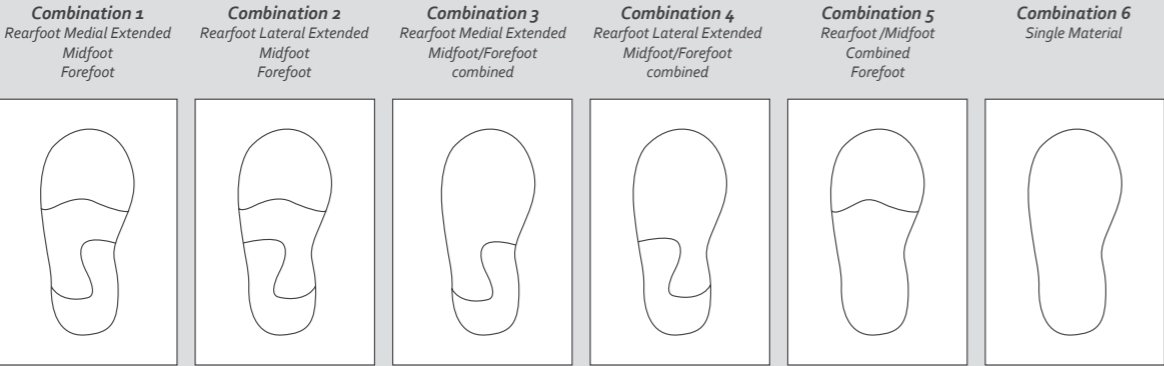 Combination 1
Rearfoot Medial Extended
Midfoot
Forefoot
Combination 2
Rearfoot Lateral Extended
Midfoot
Forefoot
Combination 3
Rearfoot Medial Extended
Midfoot/Forefoot
combined
Combination 4
Rearfoot Lateral Extended
Midfoot/Forefoot
combined
Combination 5
Rearfoot /Midfoot
Combined
Forefoot
Combination 6
Single Material